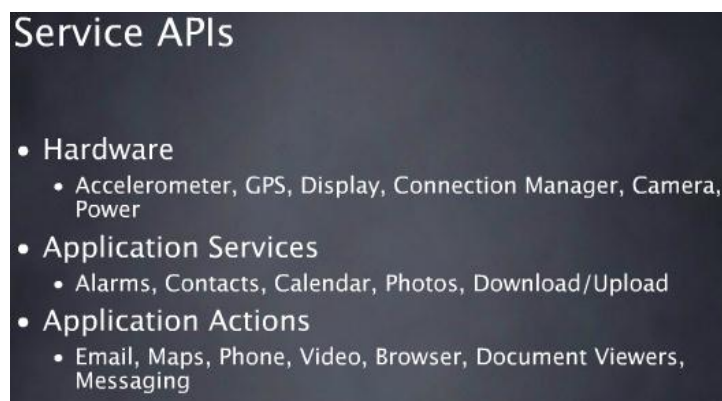 Service APIs
• Hardware
• Accelerometer, GPS, Display, Connection Manager, Camera,
Power
• Application Services
• Alarms, Contacts, Calendar, Photos, Download/Upload
• Application Actions
• Email, Maps, Phone, Video, Browser, Document Viewers,
Messaging